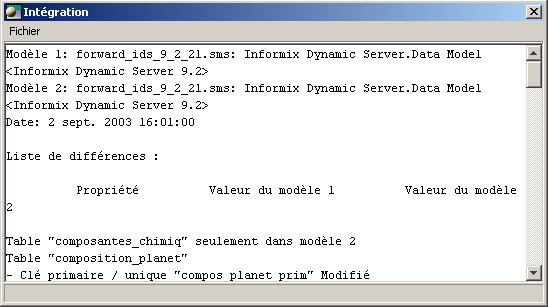 Intégration
Fichier
Modèle 1: forward_ids_9_2_21.sms: Informix Dynamic Server.Data Model
<Informix Dynamic Server 9.2>
Modèle 2: forward_ids_9_2_21.sms: Informix Dynamic Server.Data Model
<Informix Dynamic Server 9.2>
Date: 2 sept. 2003 16:01:00
Liste de différences :
Propriété Valeur du modèle 1 Valeur du modèle
2
Table "composantes_chimiq" seulement dans modèle 2
Table "composition_planet"
- Clé primaire / unique "compos_planet_prim" Modifié